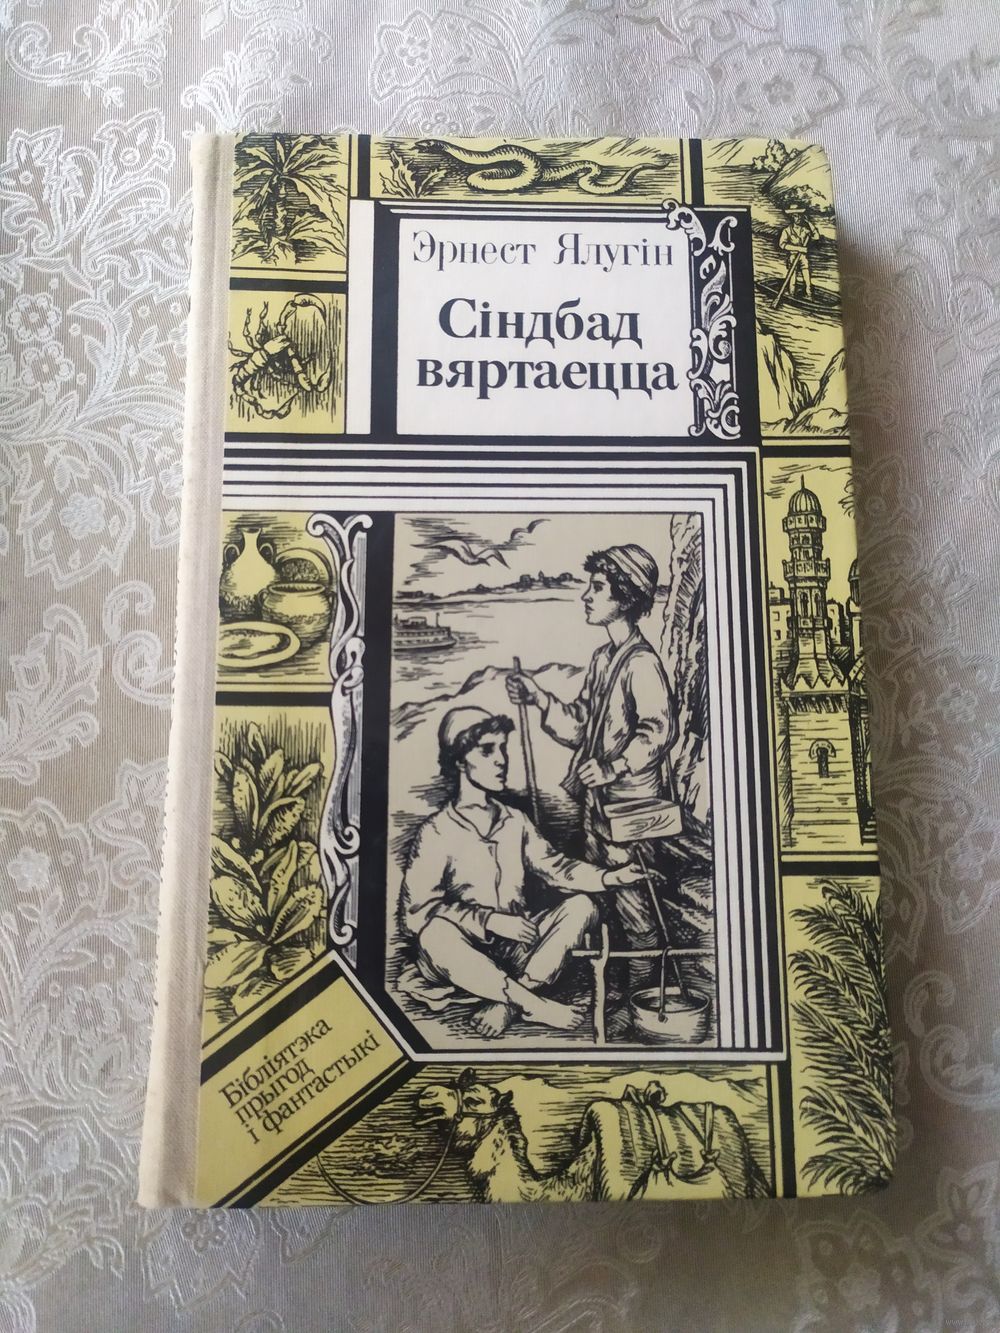 Эрнест Ялугін
Сіндбад
вяртаецца
Бібліятэка
прыгод
і фантастыкі